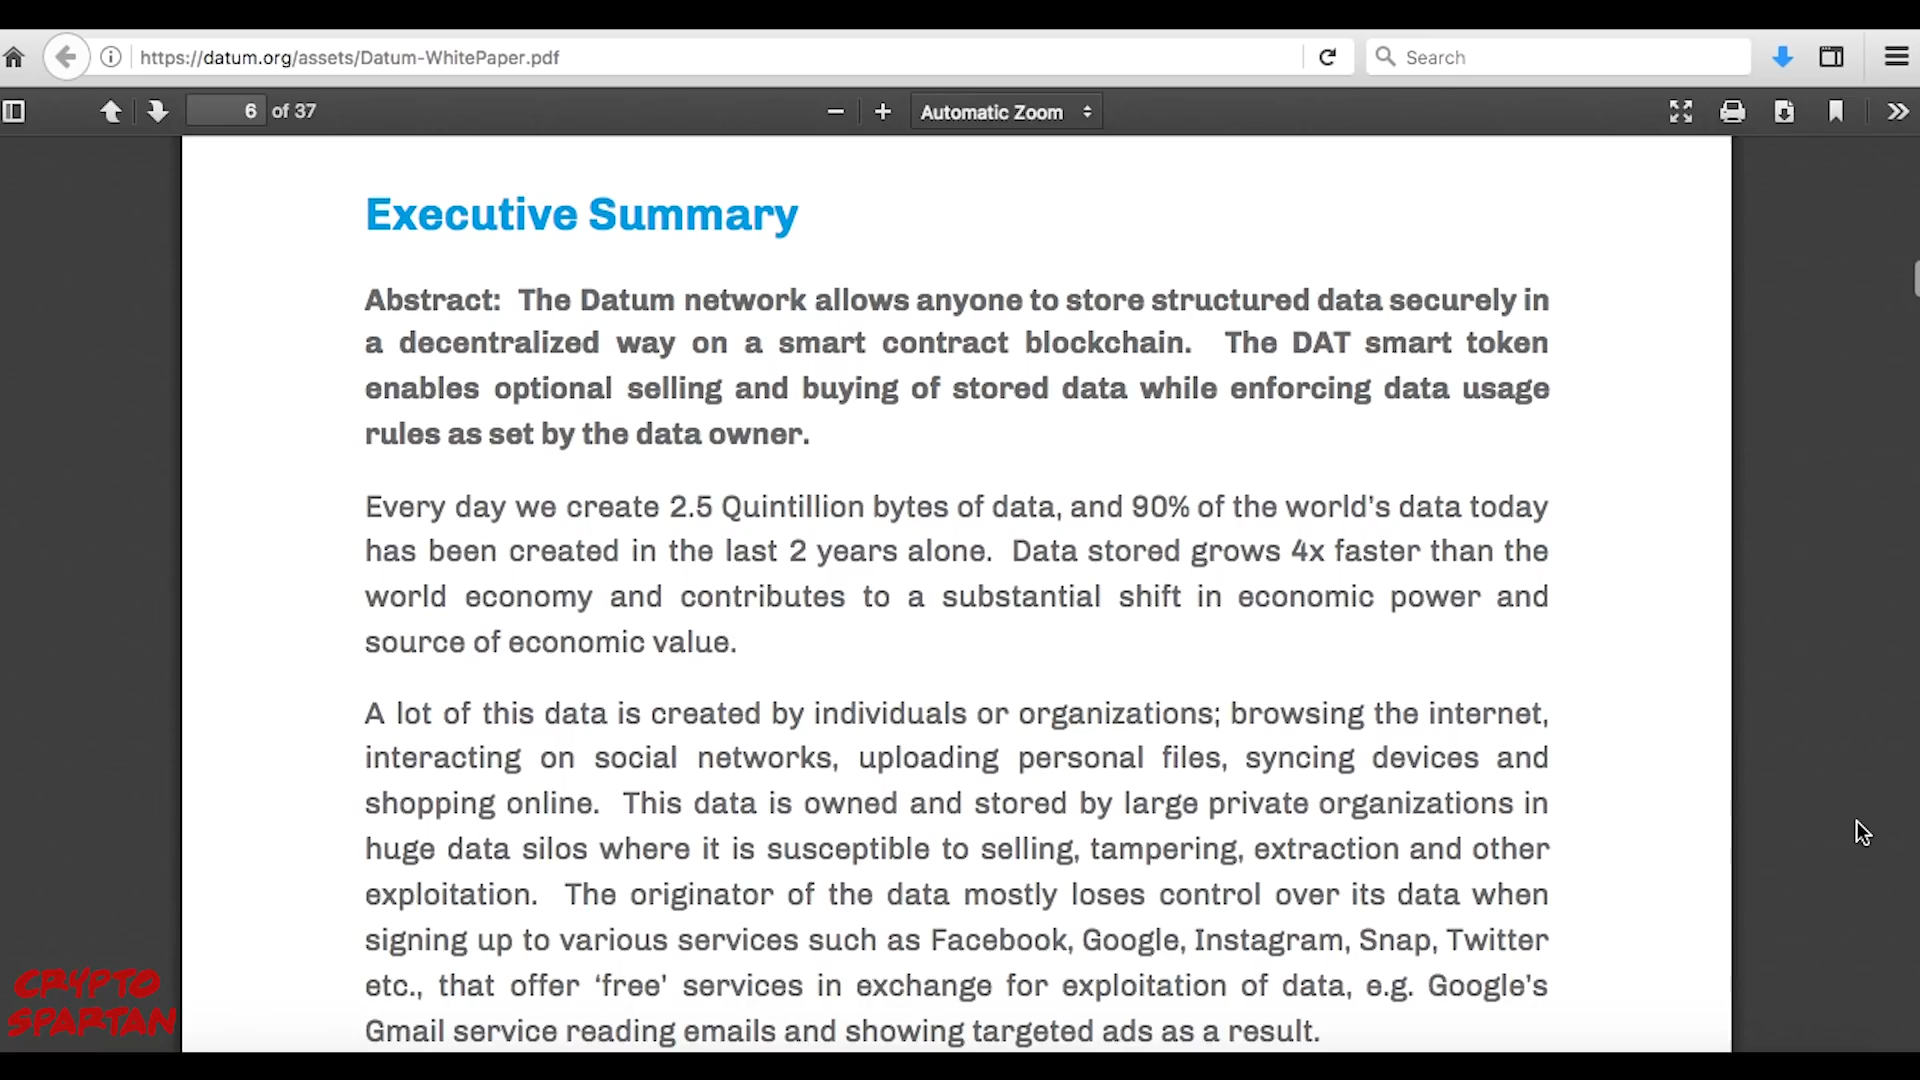 https://datum.org/assets/Datum-WhitePaper.pdf
Search
6 of 37
Automatic Zoom
Executive Summary
Abstract: The Datum network allows anyone to store structured data securely in
a decentralized way on a smart contract blockchain. The DAT smart token
enables optional selling and buying of stored data while enforcing data usage
rules as set by the data owner.
Every day we create 2.5 Quintillion bytes of data, and 90% of the world's data today
has been created in the last 2 years alone. Data stored grows 4x faster than the
world economy and contributes to a substantial shift in economic power and
source of economic value.
A lot of this data is created by individuals or organizations; browsing the internet,
interacting on social networks, uploading personal files, syncing devices and
shopping online. This data is owned and stored by large private organizations in
huge data silos where it is susceptible to selling, tampering, extraction and other
exploitation. The originator of the data mostly loses control over its data when
signing up to various services such as Facebook, Google, Instagram, Snap, Twitter
etc., that offer ‘free’ services in exchange for exploitation of data, e.g. Google's
Gmail service reading emails and showing targeted ads as a result.
CRYPTO
SPARTAN